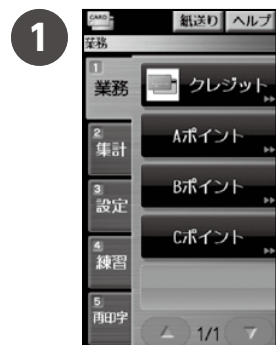 1
CARD 紙送り ヘルプ
業務
1
業務
クレジット
2
集計
Aポイント
3
設定
Bポイント
4
練習
Cポイント
5
再印字
1/1